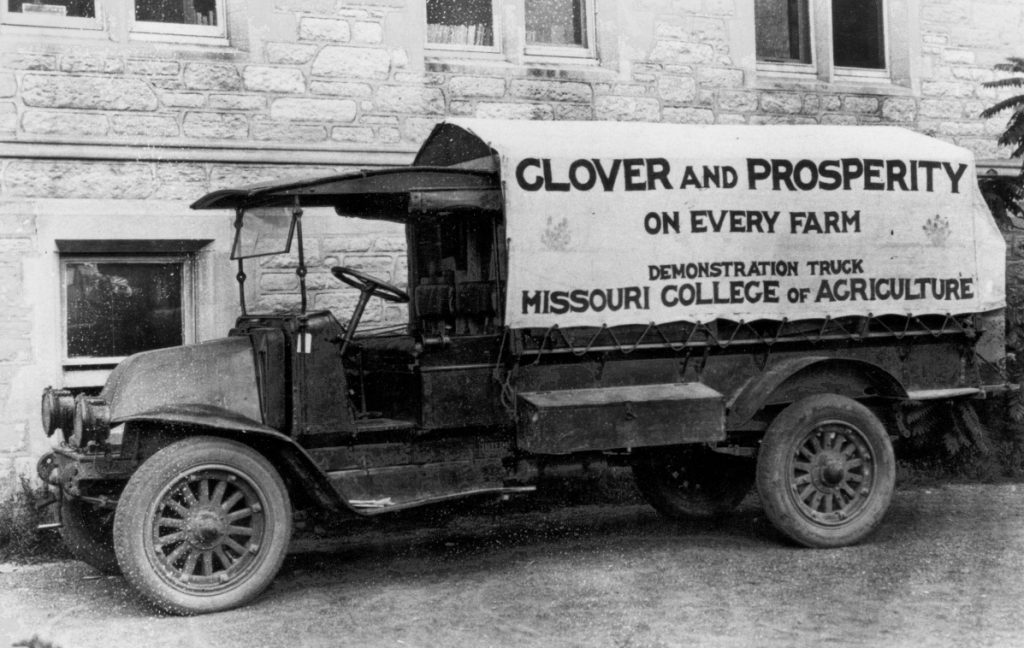 CLOVER AND PROSPERITY
ON EVERY FARM
DEMONSTRATION TRUCK
MISSOURI COLLEGE OF AGRICULTURE